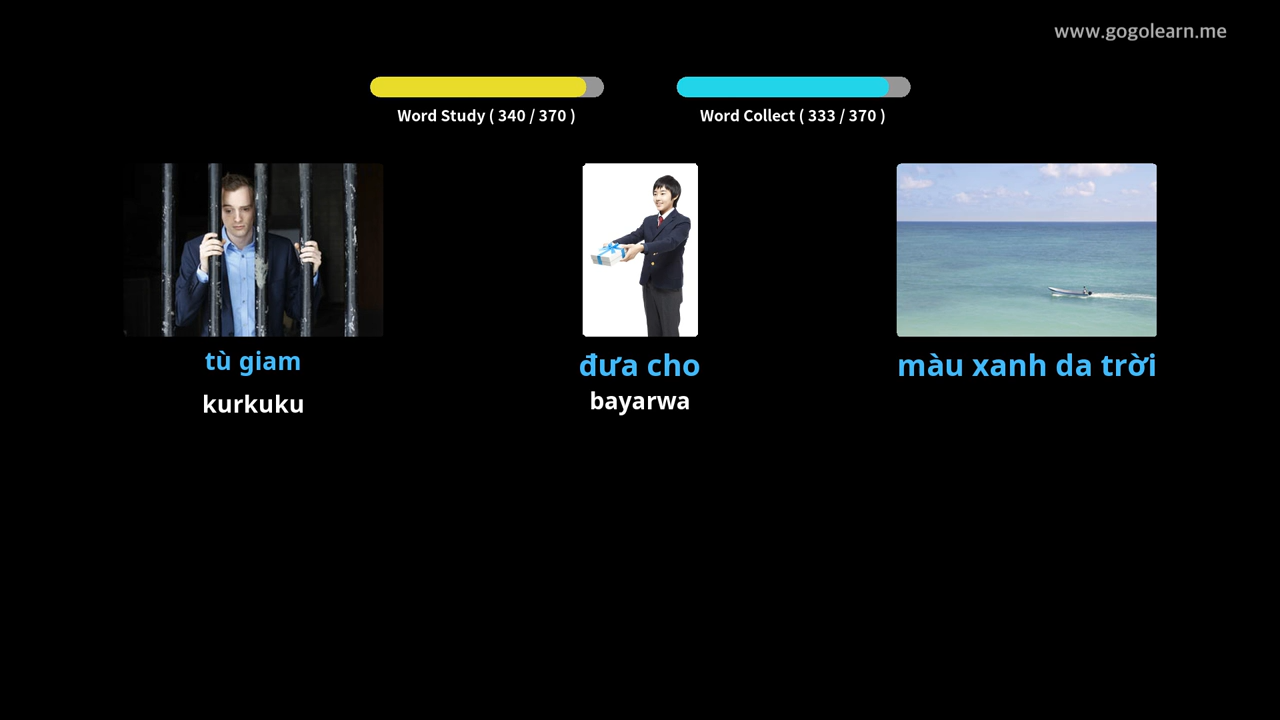 www.gogolearn.me
Word Study ( 340 / 370 )
Word Collect ( 333 / 370 )
tù giam
kurkuku
đưa cho
bayarwa
màu xanh da trời